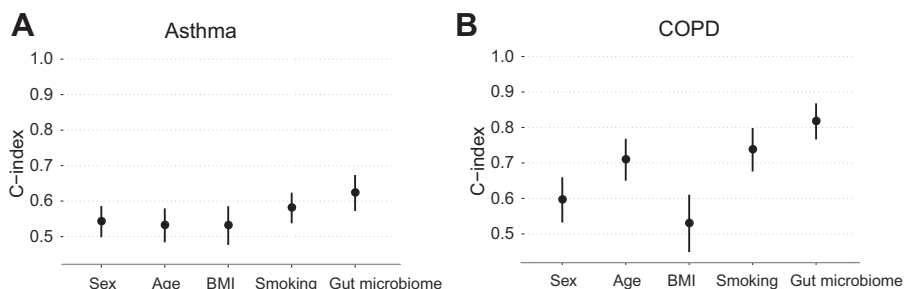 A
Asthma
C-index
1.0
0.9
0.8
0.7
0.6
0.5
Sex Age BMI Smoking Gut microbiome
B
COPD
C-index
1.0
0.9
0.8
0.7
0.6
0.5
Sex Age BMI Smoking Gut microbiome